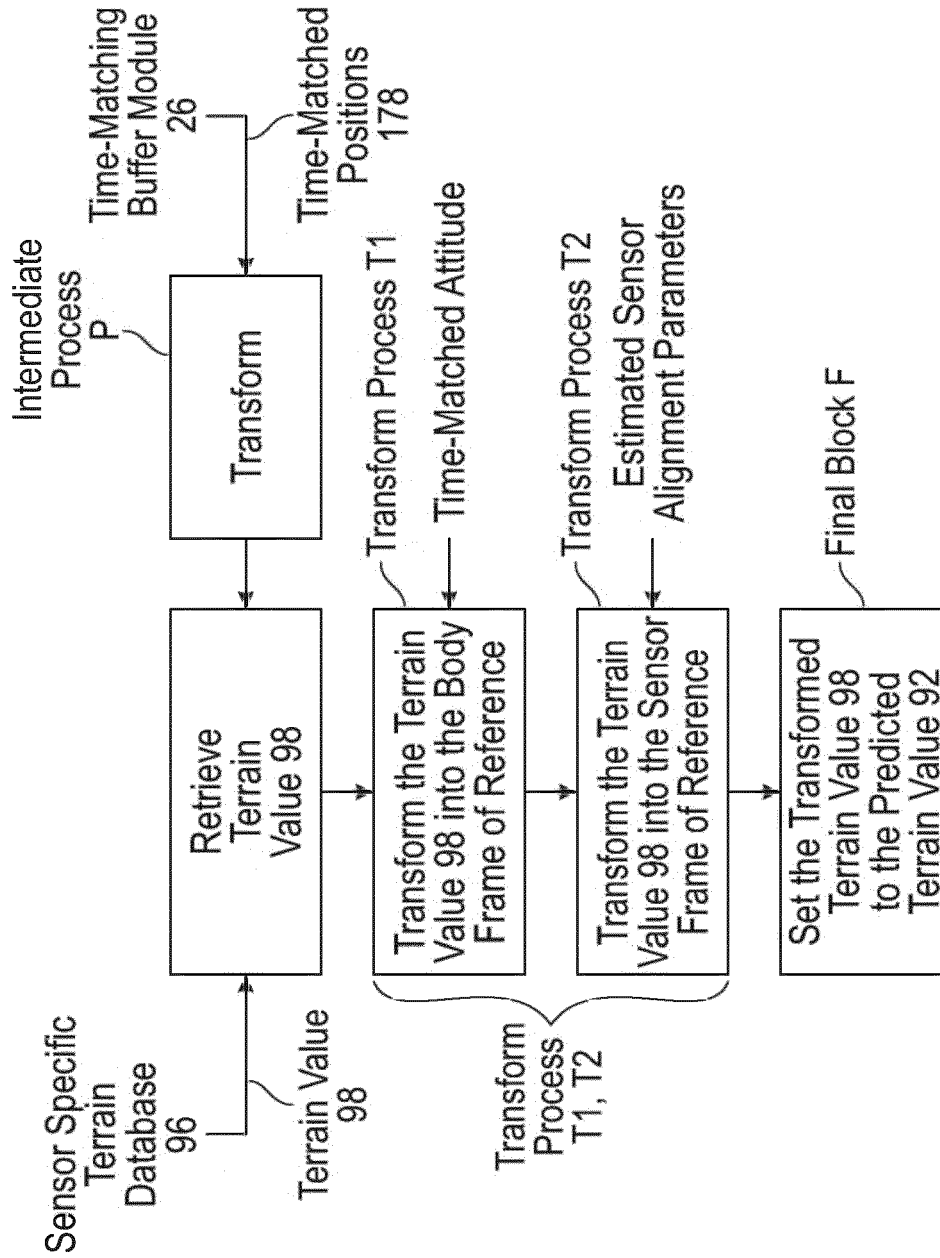 Sensor Specific
Terrain
Database
96
Terrain Value
98
Retrieve
Terrain
Value 98
Transform
Intermediate
Process
P
Time-Matching
Buffer Module
26
Time-Matched
Positions
178
Transform
Process
T1, T2
Transform the Terrain
Value 98 into the Body
Frame of Reference
Transform Process T1
Time-Matched Attitude
Transform the Terrain
Value 98 into the Sensor
Frame of Reference
Transform Process T2
Estimated Sensor
Alignment Parameters
Set the Transformed
Terrain Value 98
to the Predicted
Terrain Value 92
Final Block F